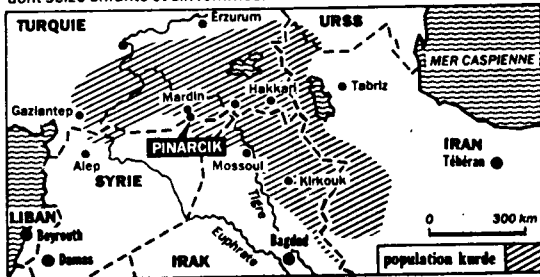 TURQUIE
Erzurum
URSS
MER CASPIENNE
Hakkari
Tabriz
Mardin
Gaziantep
PINARCIK
IRAN
Téhéran
Alep
Mossoul
SYRIE
Kirkouk
Tigre
LIBAN
Beyrouth
0 300 km
Damas
Euphrate
Bagdad
IRAK
population kurde